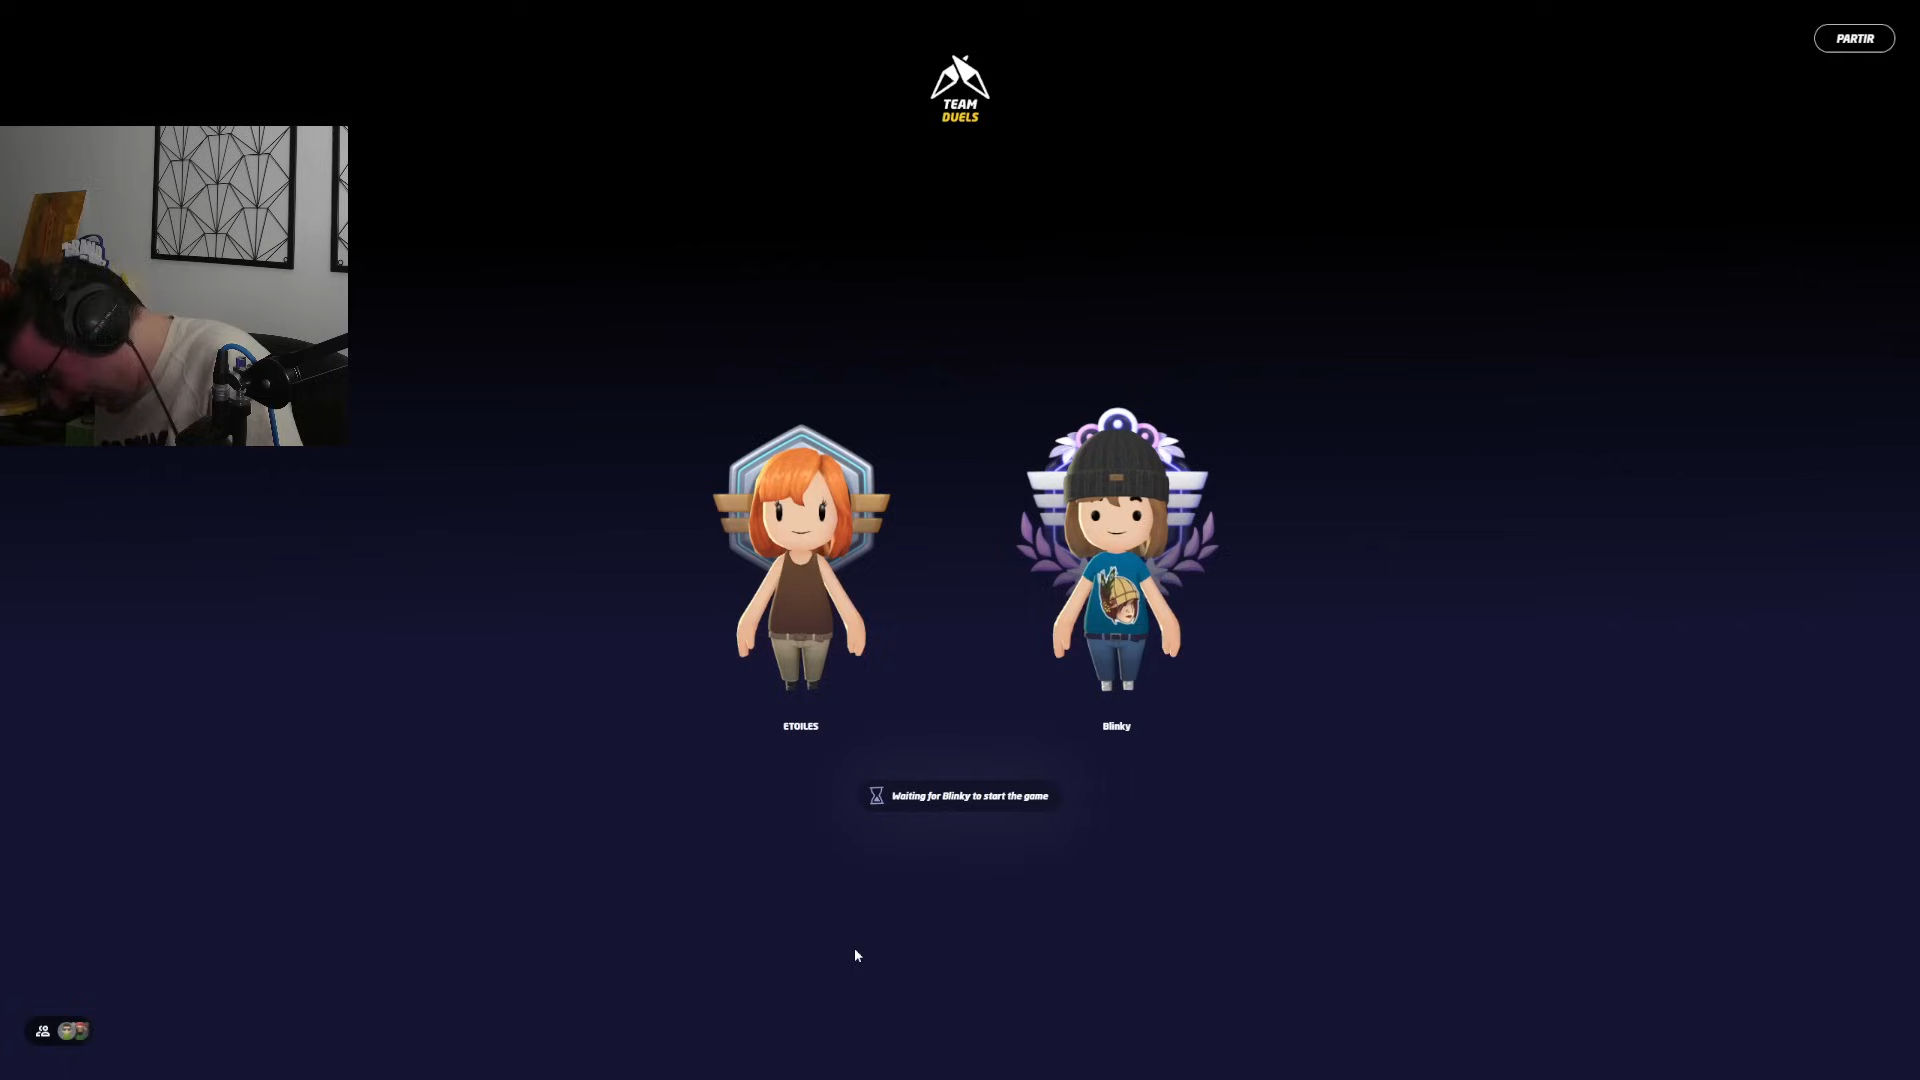 PARTIR
TEAM
DUELS
ETOILES
Blinky
Waiting for Blinky to start the game